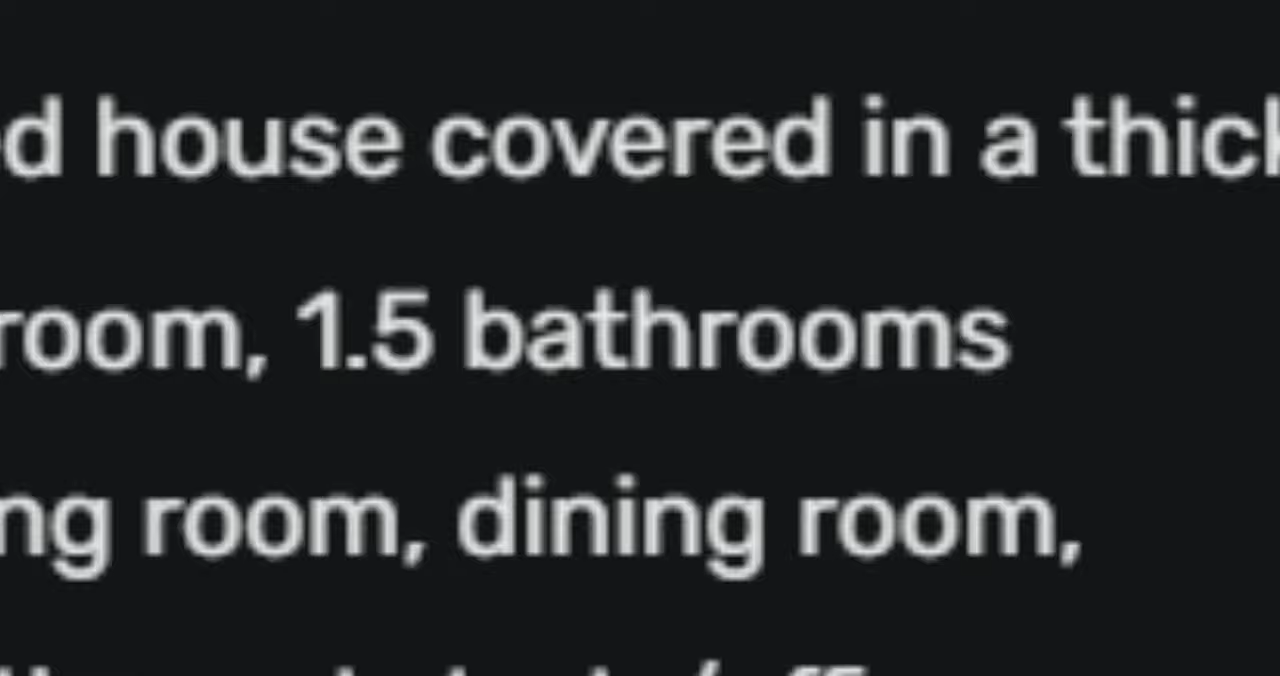 d house covered in a thick
room, 1.5 bathrooms
ng room, dining room,